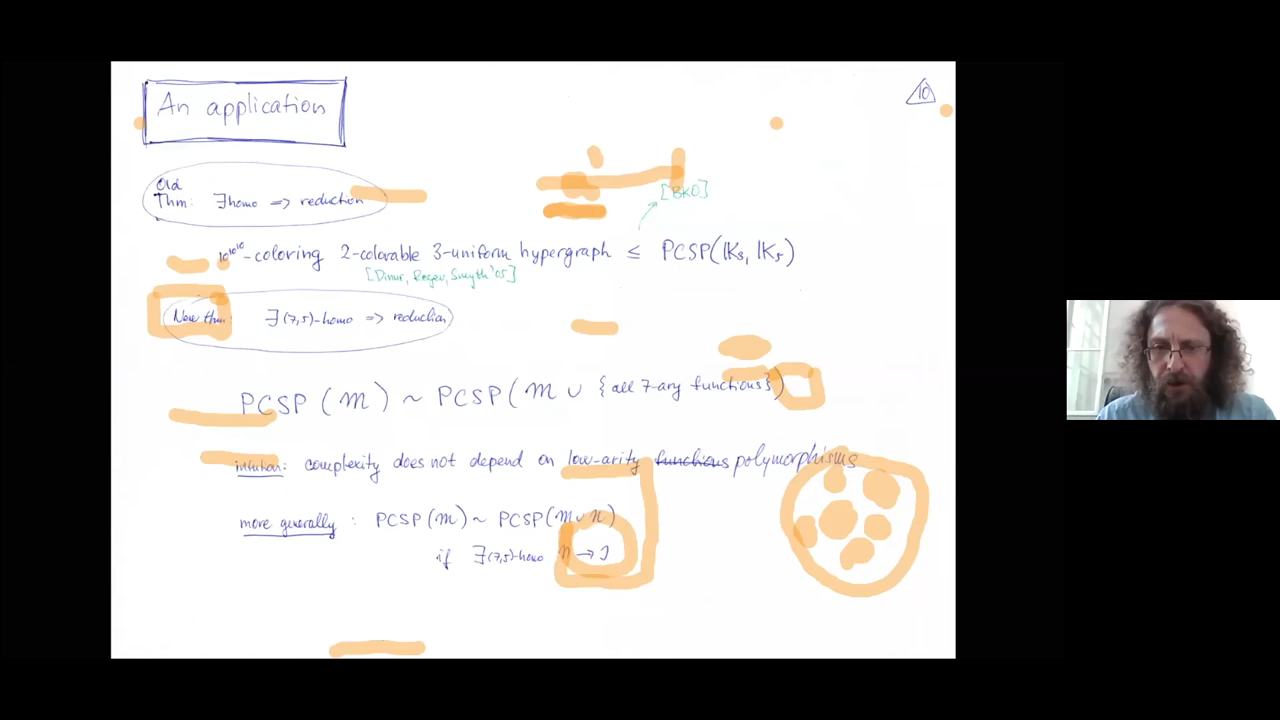 An application
10
Old
Thm: ∃homo => reduction
[BKO]
10^10^10-coloring 2-colorable 3-uniform hypergraph ≤ PCSP(K3, K5)
[Dinur, Regev, Smyth '05]
New thm: ∃(7,5)-homo => reduction
PCSP (M) ~ PCSP(M ∪ {all 7-ary functions})
intuition: complexity does not depend on low-arity functions polymorphisms
more generally: PCSP(M) ~ PCSP(M ∪ N)
if ∃(7,5)-homo N → I